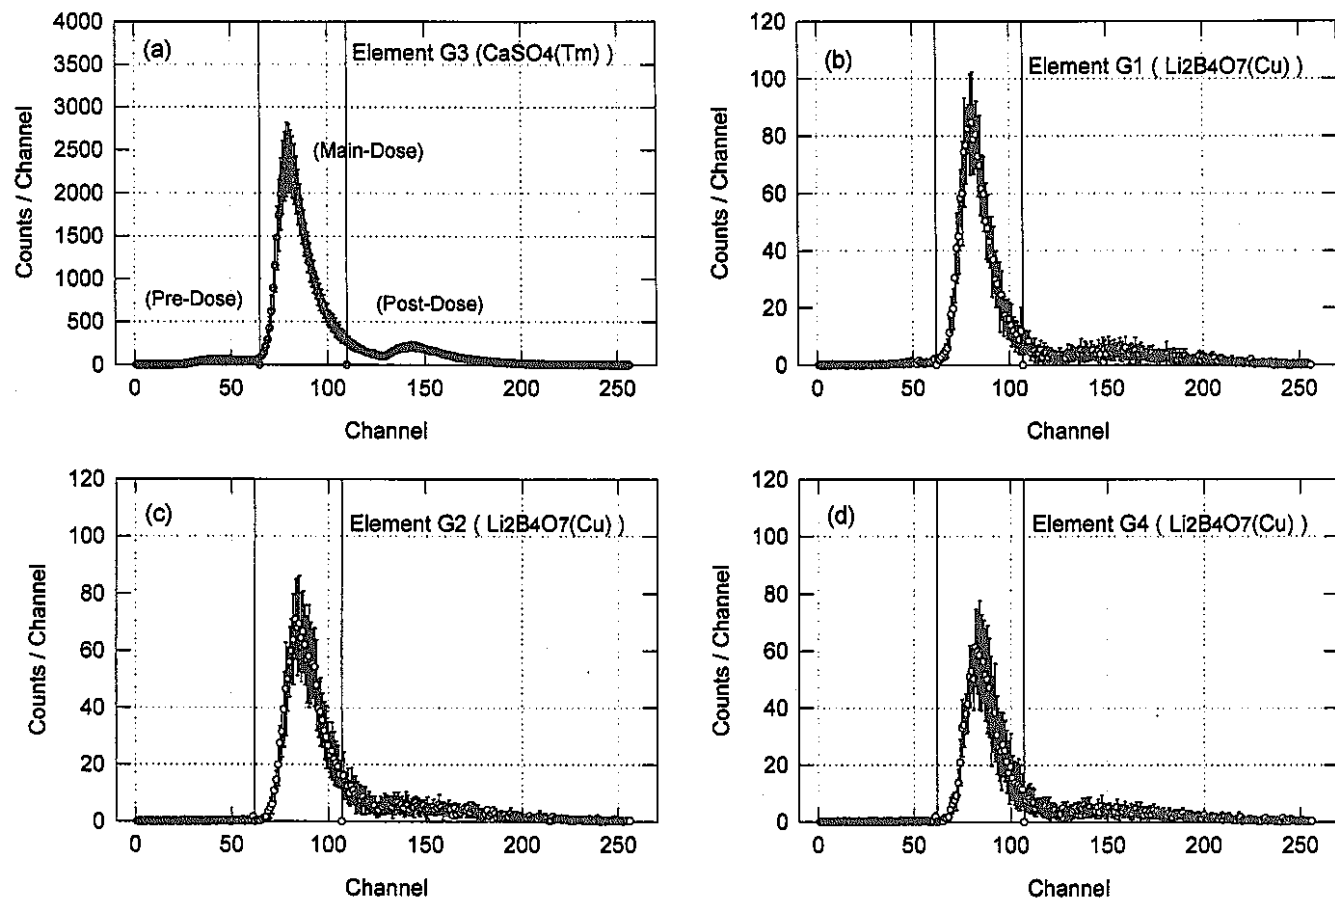 (a)
Element G3 (CaSO4(Tm) )
4000
3500
3000
2500
2000
1500
1000
500
0
Counts / Channel
(Main-Dose)
(Pre-Dose)
(Post-Dose)
0 50 100 150 200 250
Channel
(b)
Element G1 ( Li2B4O7(Cu) )
120
100
80
60
40
20
0
Counts / Channel
0 50 100 150 200 250
Channel
(c)
Element G2 ( Li2B4O7(Cu) )
120
100
80
60
40
20
0
Counts / Channel
0 50 100 150 200 250
Channel
(d)
Element G4 ( Li2B4O7(Cu) )
120
100
80
60
40
20
0
Counts / Channel
0 50 100 150 200 250
Channel